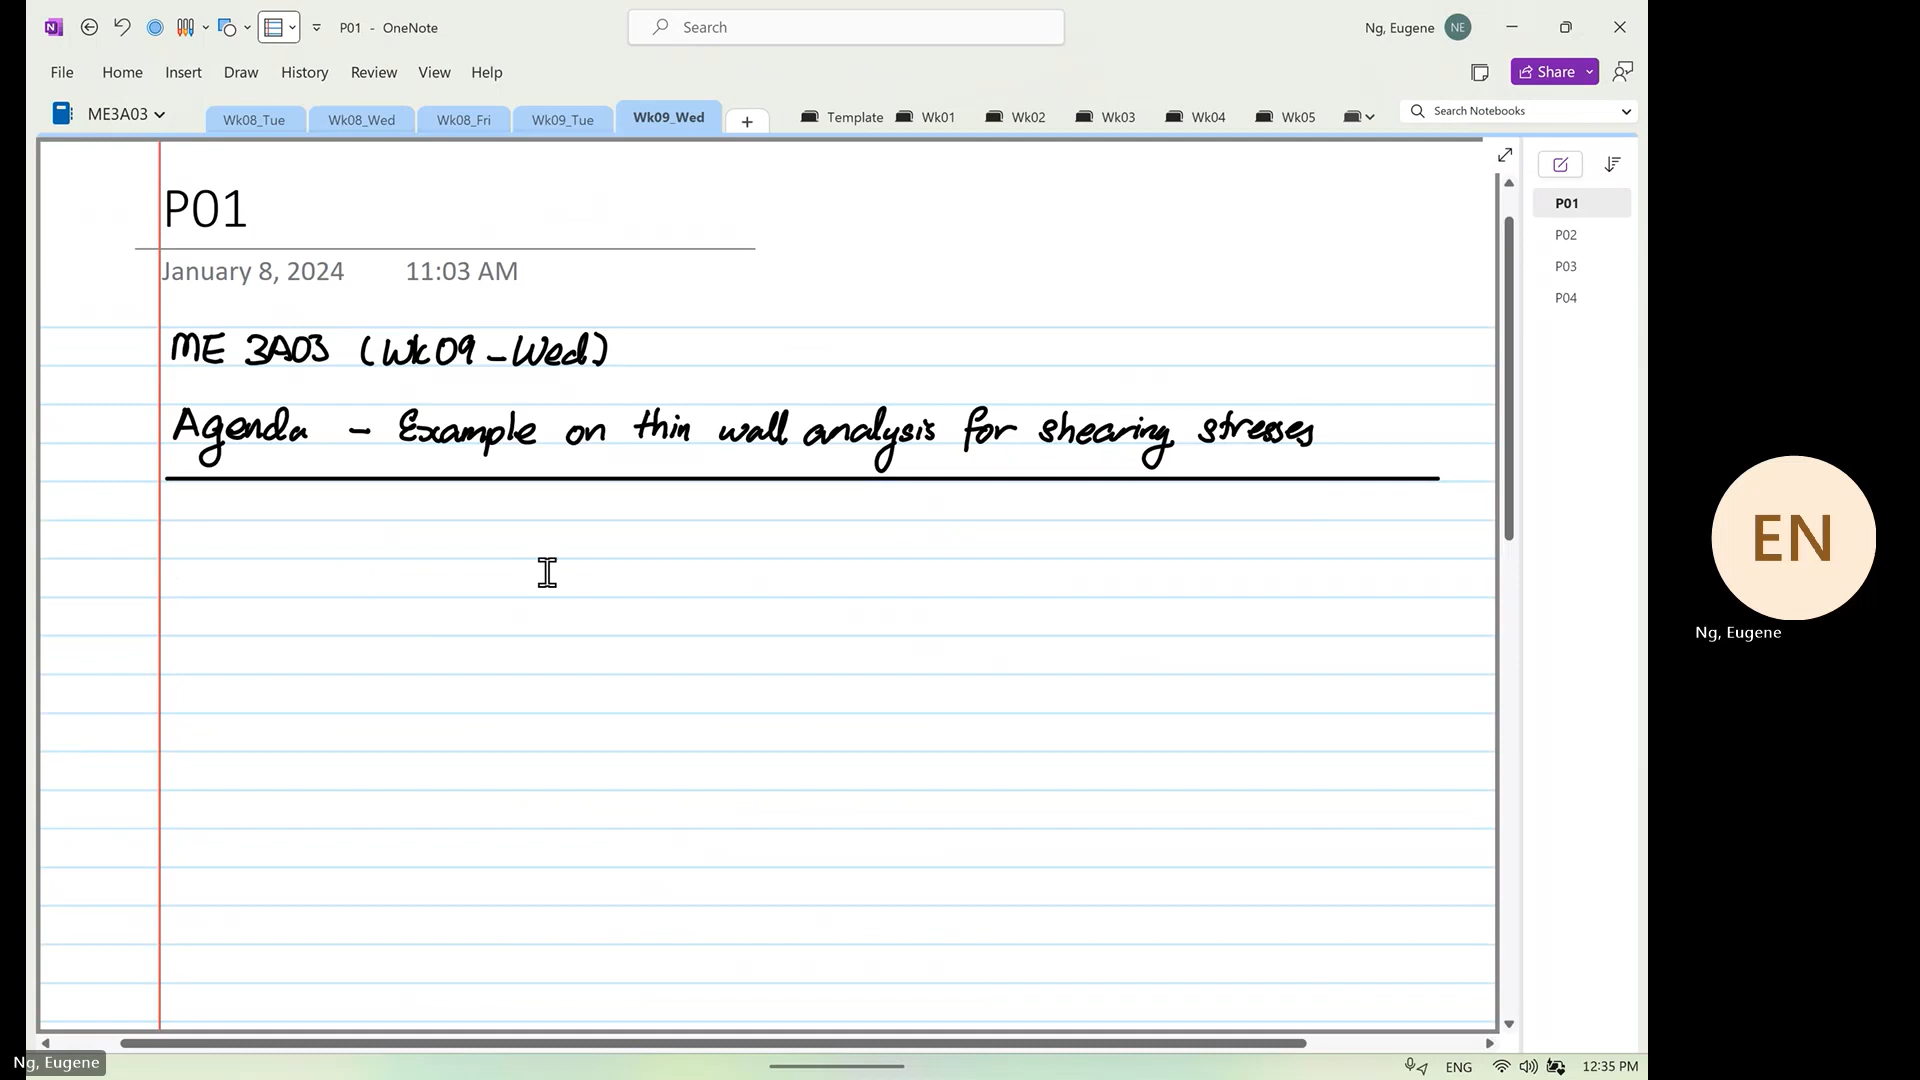 P01 - OneNote
Search
Ng, Eugene
NE
File
Home
Insert
Draw
History
Review
View
Help
Share
ME3A03
Wk08_Tue
Wk08_Wed
Wk08_Fri
Wk09_Tue
Wk09_Wed
Template
Wk01
Wk02
Wk03
Wk04
Wk05
Search Notebooks
P01
January 8, 2024 11:03 AM
ME 3A03 (Wk09 - Wed)
Agenda - Example on thin wall analysis for shearing stresses
P01
P02
P03
P04
EN
Ng, Eugene
Ng, Eugene
ENG
12:35 PM